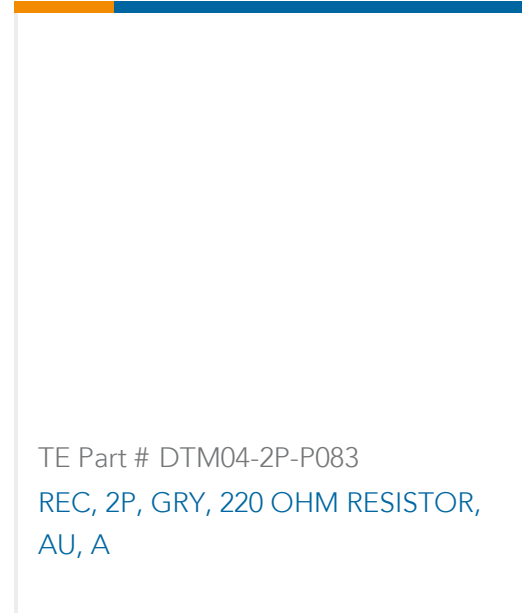 TE Part # DTM04-2P-P083
REC, 2P, GRY, 220 OHM RESISTOR,
AU, A